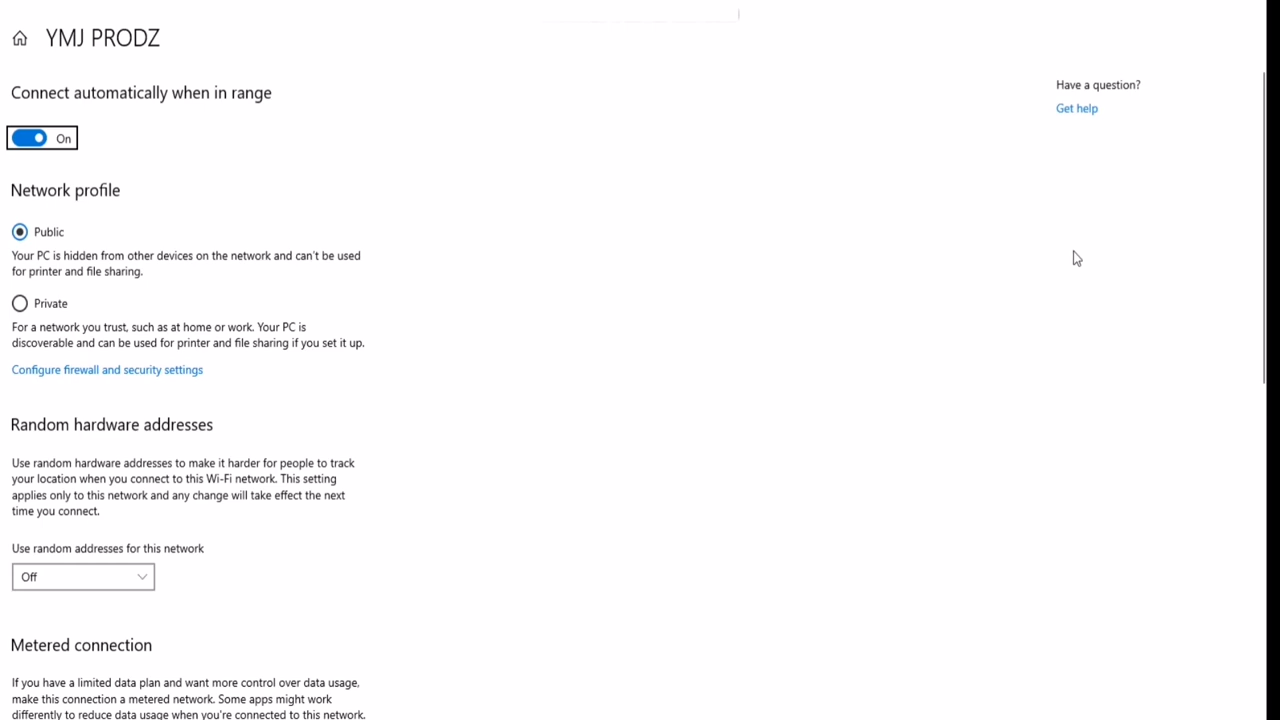 YMJ PRODZ
Connect automatically when in range
On
Network profile
Public
Your PC is hidden from other devices on the network and can't be used
for printer and file sharing.
Private
For a network you trust, such as at home or work. Your PC is
discoverable and can be used for printer and file sharing if you set it up.
Configure firewall and security settings
Random hardware addresses
Use random hardware addresses to make it harder for people to track
your location when you connect to this Wi-Fi network. This setting
applies only to this network and any change will take effect the next
time you connect.
Use random addresses for this network
Off
Metered connection
If you have a limited data plan and want more control over data usage,
make this connection a metered network. Some apps might work
differently to reduce data usage when you're connected to this network.
Have a question?
Get help